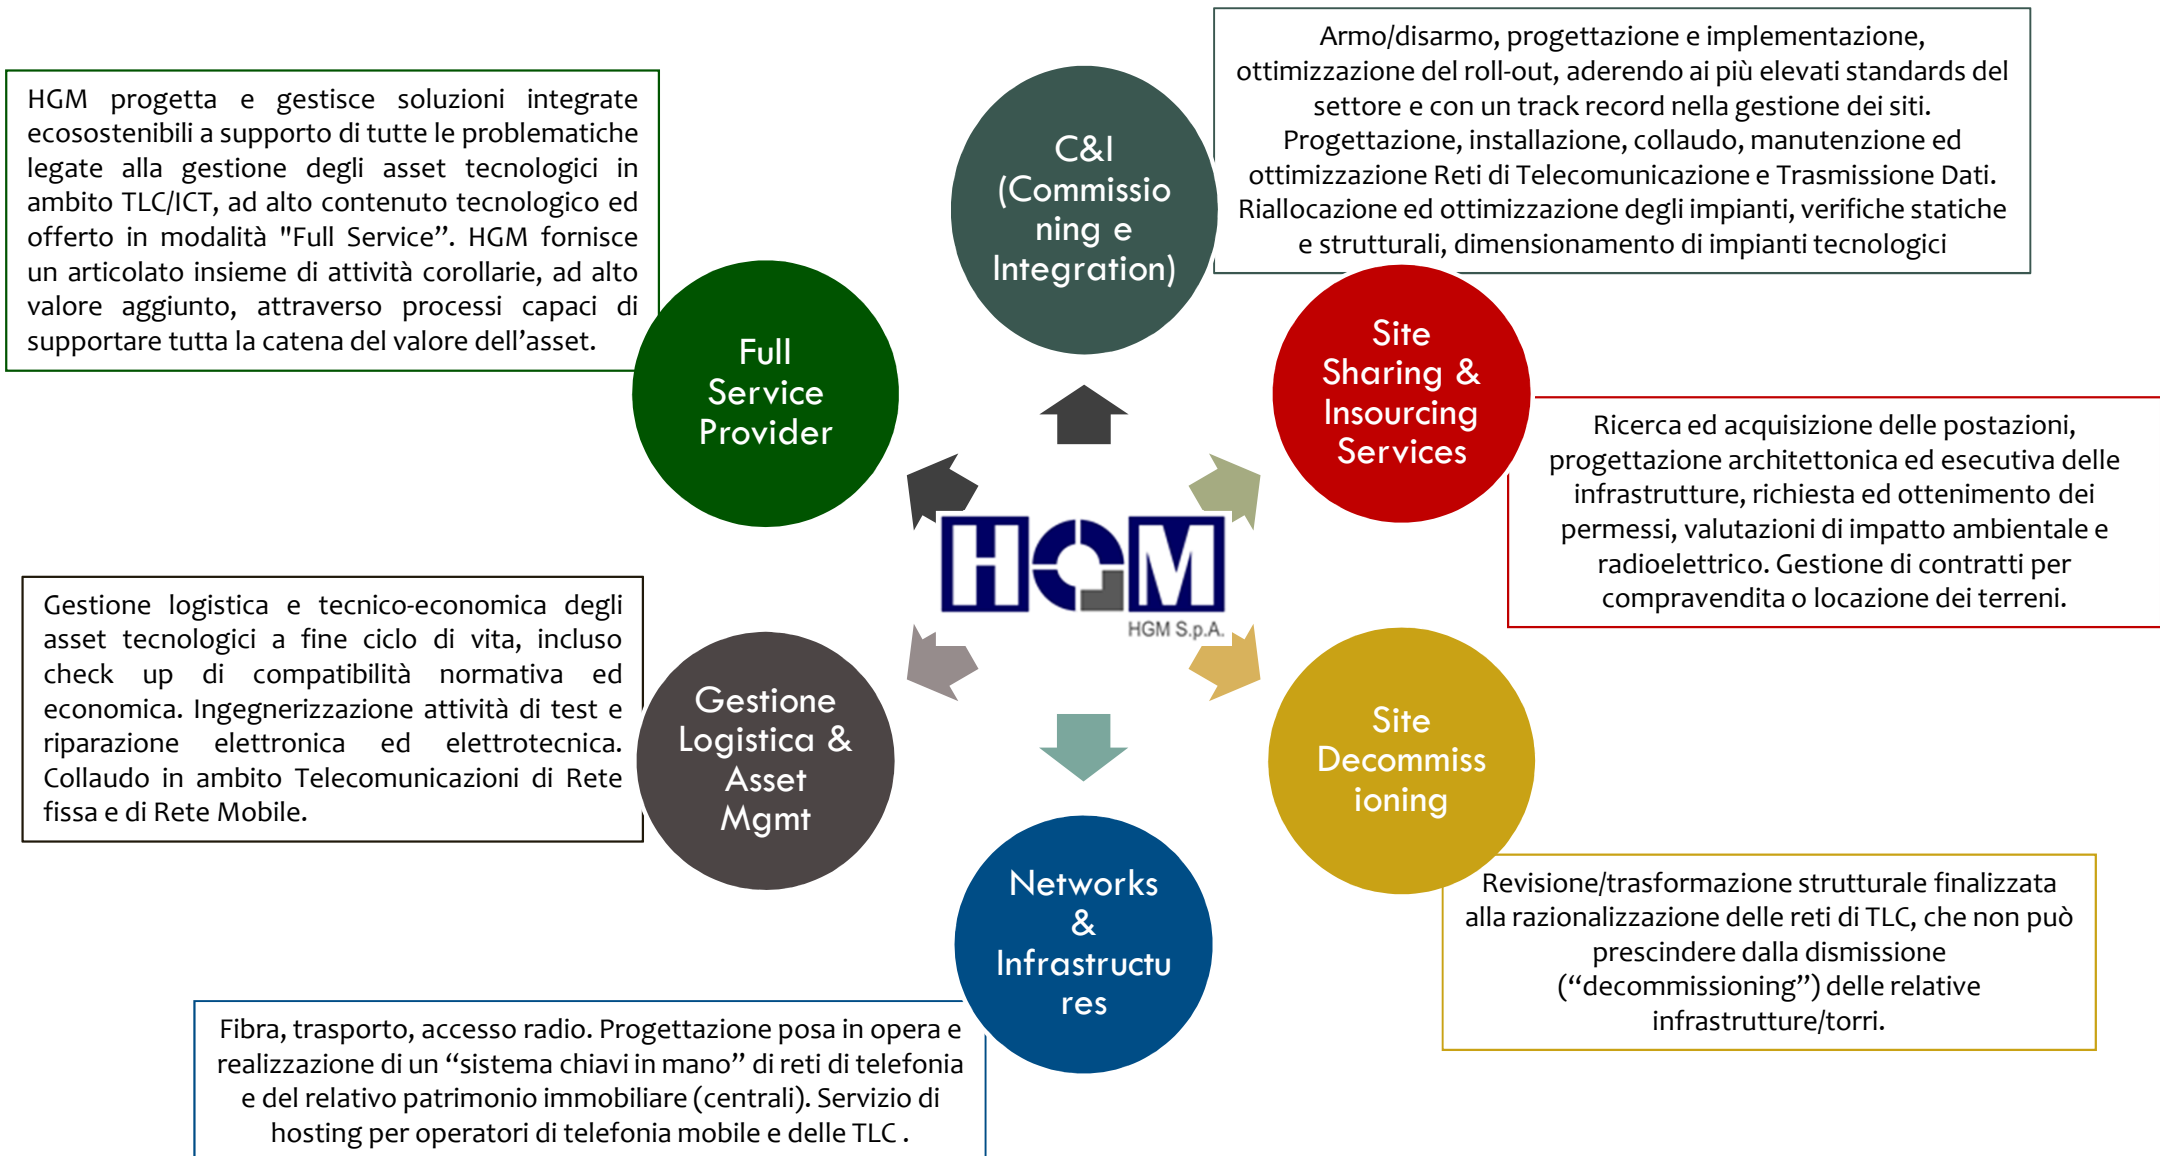 HGM progetta e gestisce soluzioni integrate
ecosostenibili a supporto di tutte le problematiche
legate alla gestione degli asset tecnologici in
ambito TLC/ICT, ad alto contenuto tecnologico ed
offerto in modalità "Full Service”. HGM fornisce
un articolato insieme di attività corollarie, ad alto
valore aggiunto, attraverso processi capaci di
supportare tutta la catena del valore dell’asset.
Full
Service
Provider
C&I
(Commissio
ning e
Integration)
Armo/disarmo, progettazione e implementazione,
ottimizzazione del roll-out, aderendo ai più elevati standards del
settore e con un track record nella gestione dei siti.
Progettazione, installazione, collaudo, manutenzione ed
ottimizzazione Reti di Telecomunicazione e Trasmissione Dati.
Riallocazione ed ottimizzazione degli impianti, verifiche statiche
e strutturali, dimensionamento di impianti tecnologici
Site
Sharing &
Insourcing
Services
Ricerca ed acquisizione delle postazioni,
progettazione architettonica ed esecutiva delle
infrastrutture, richiesta ed ottenimento dei
permessi, valutazioni di impatto ambientale e
radioelettrico. Gestione di contratti per
compravendita o locazione dei terreni.
HGM
HGM S.p.A.
Gestione logistica e tecnico-economica degli
asset tecnologici a fine ciclo di vita, incluso
check up di compatibilità normativa ed
economica. Ingegnerizzazione attività di test e
riparazione elettronica ed elettrotecnica.
Collaudo in ambito Telecomunicazioni di Rete
fissa e di Rete Mobile.
Gestione
Logistica &
Asset
Mgmt
Site
Decommiss
ioning
Revisione/trasformazione strutturale finalizzata
alla razionalizzazione delle reti di TLC, che non può
prescindere dalla dismissione
(“decommissioning”) delle relative
infrastrutture/torri.
Networks
&
Infrastructu
res
Fibra, trasporto, accesso radio. Progettazione posa in opera e
realizzazione di un “sistema chiavi in mano” di reti di telefonia
e del relativo patrimonio immobiliare (centrali). Servizio di
hosting per operatori di telefonia mobile e delle TLC .